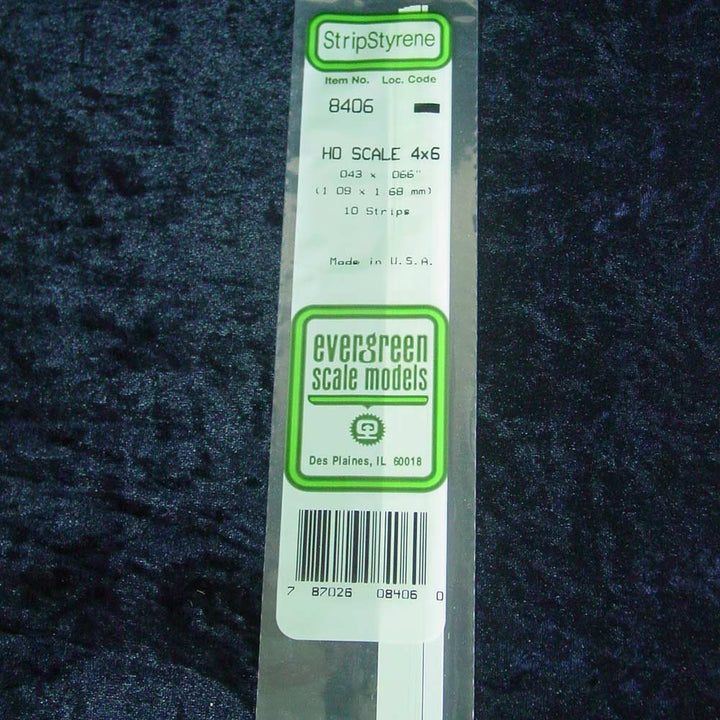 StripStyrene
Item No. Loc. Code
8406
HO SCALE 4x6
.043 x .066"
(1.09 x 1.68 mm)
10 Strips
Made in U.S.A.
evergreen
scale models
Des Plaines, IL 60018
7 87026 08406 0